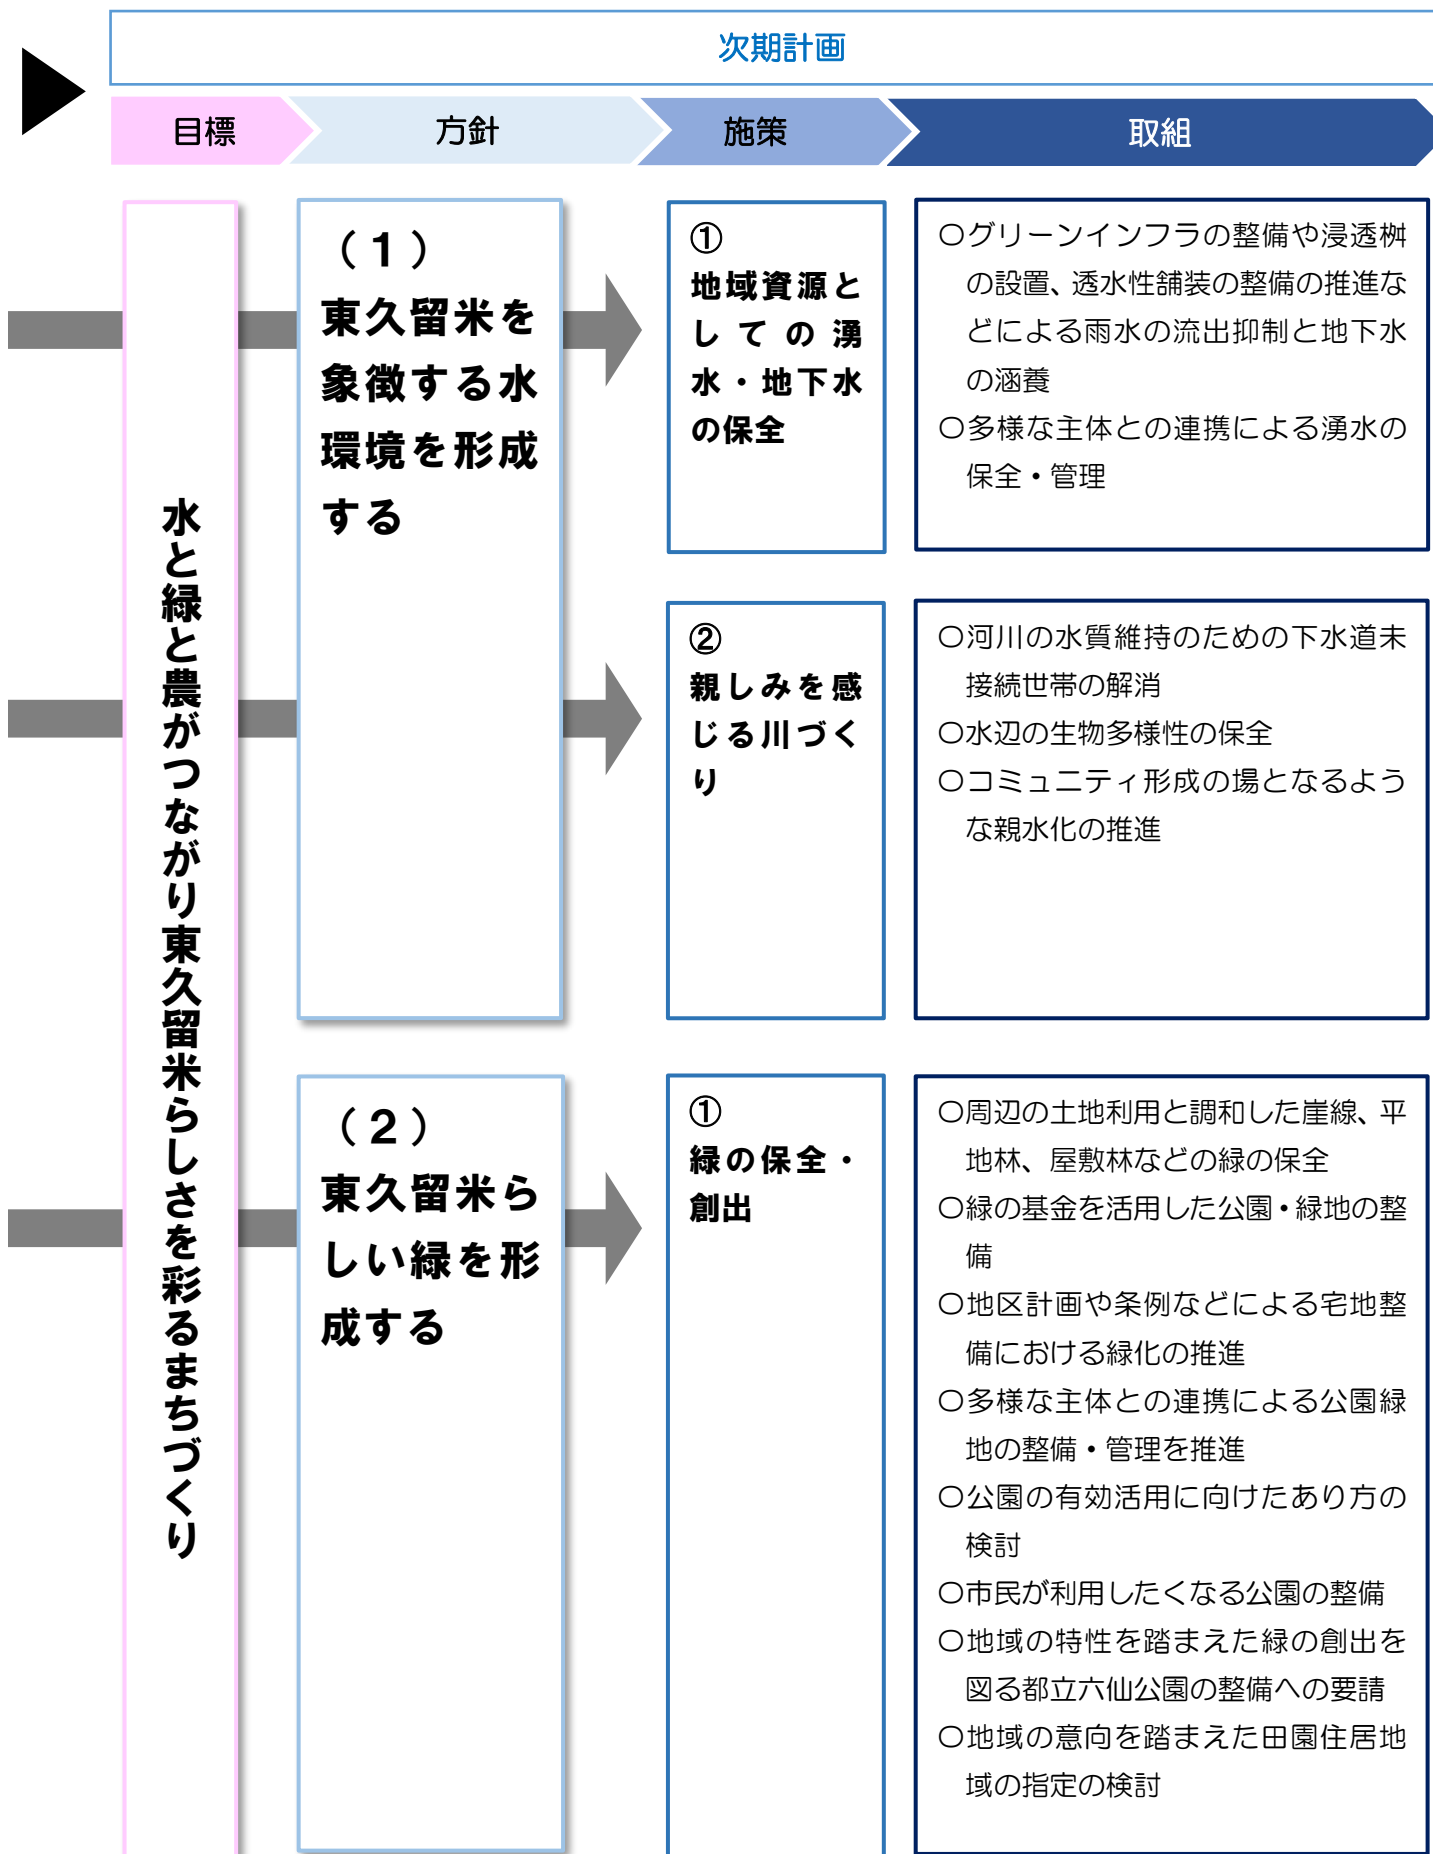 次期計画
目標
方針
施策
取組
水と緑と農がつながり東久留米らしさを彩るまちづくり
（１）
東久留米を
象徴する水
環境を形成
する
①
地域資源と
しての湧
水・地下水
の保全
〇グリーンインフラの整備や浸透桝
の設置、透水性舗装の整備の推進な
どによる雨水の流出抑制と地下水
の涵養
〇多様な主体との連携による湧水の
保全・管理
②
親しみを感
じる川づく
り
〇河川の水質維持のための下水道未
接続世帯の解消
〇水辺の生物多様性の保全
〇コミュニティ形成の場となるよう
な親水化の推進
（２）
東久留米ら
しい緑を形
成する
①
緑の保全・
創出
〇周辺の土地利用と調和した崖線、平
地林、屋敷林などの緑の保全
〇緑の基金を活用した公園・緑地の整
備
〇地区計画や条例などによる宅地整
備における緑化の推進
〇多様な主体との連携による公園緑
地の整備・管理を推進
〇公園の有効活用に向けたあり方の
検討
〇市民が利用したくなる公園の整備
〇地域の特性を踏まえた緑の創出を
図る都立六仙公園の整備への要請
〇地域の意向を踏まえた田園住居地
域の指定の検討